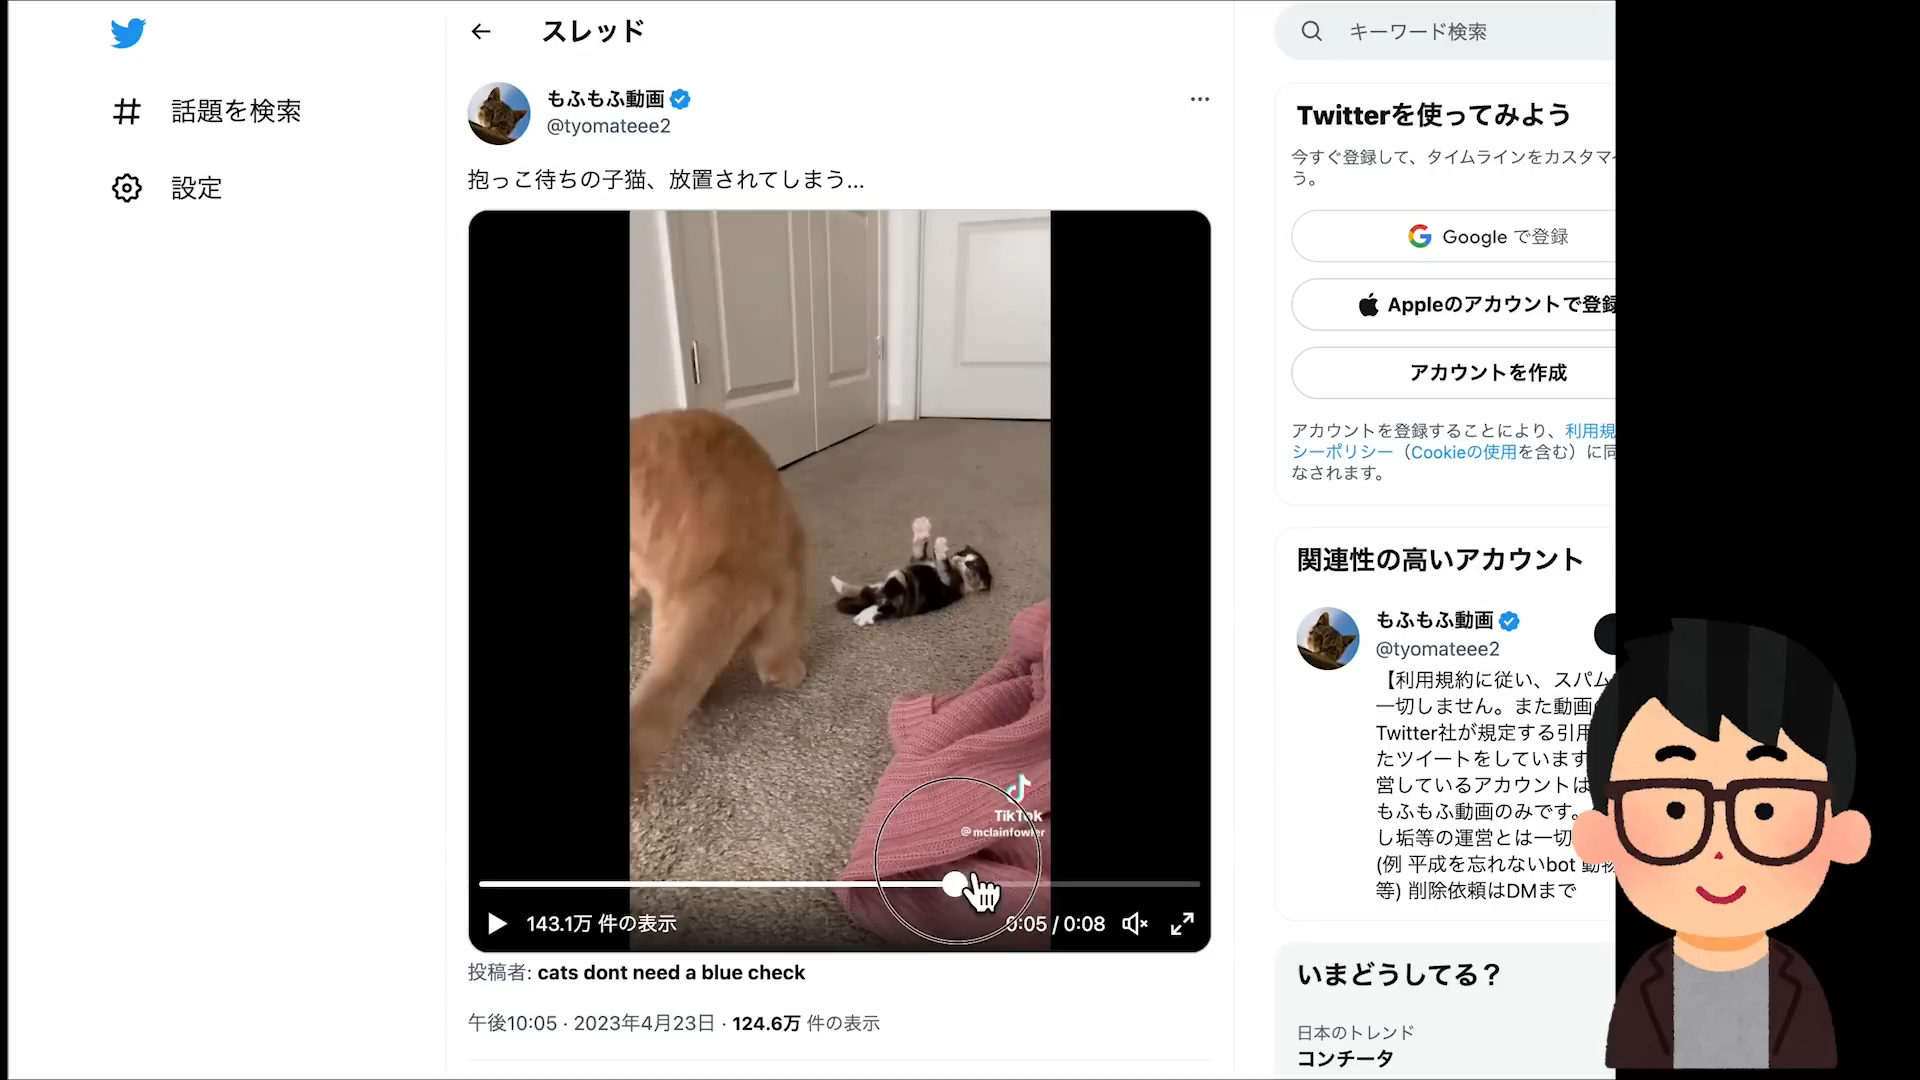 スレッド
キーワード検索
話題を検索
設定
もふもふ動画
@tyomateee2
抱っこ待ちの子猫、放置されてしまう...
TikTok
@mclainfowler
143.1万 件の表示
0:05 / 0:08
投稿者: cats dont need a blue check
午後10:05 · 2023年4月23日 · 124.6万 件の表示
Twitterを使ってみよう
今すぐ登録して、タイムラインをカスタマイ
う。
Google で登録
Appleのアカウントで登録
アカウントを作成
アカウントを登録することにより、利用規
シーポリシー（Cookieの使用を含む）に同
なされます。
関連性の高いアカウント
もふもふ動画
@tyomateee2
【利用規約に従い、スパム
一切しません。また動画
Twitter社が規定する引用
たツイートをしています
営しているアカウントは
もふもふ動画のみです。
し垢等の運営とは一切
(例 平成を忘れないbot 動物
等) 削除依頼はDMまで
いまどうしてる？
日本のトレンド
コンチータ